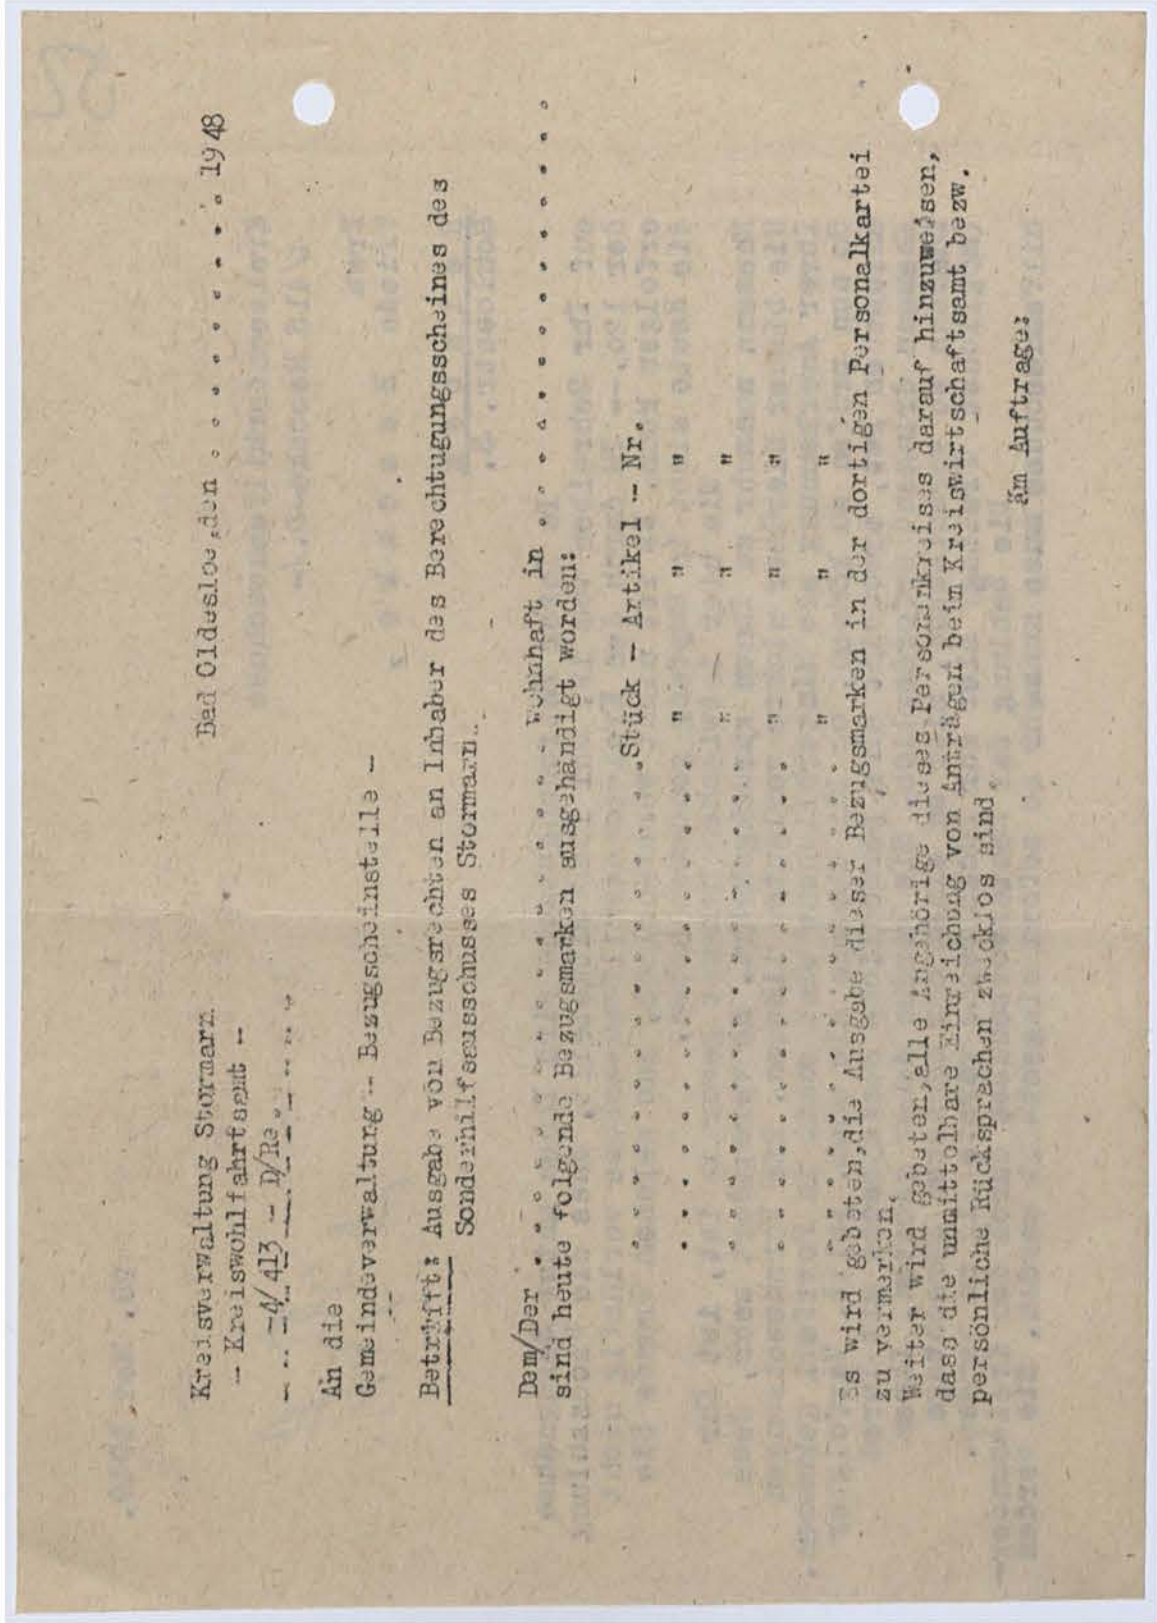 Kreisverwaltung Stormarn
- Kreiswohlfahrtsamt -
-4/413 - D/Re.
Bad Oldesloe,den . . . . . . . . 1948
An die
Gemeindeverwaltung - Bezugscheinstelle -
Betrifft: Ausgabe von Bezugsrechten an Inhaber des Berechtugungsscheines des
Sonderhilfsausschusses Stormarn.
Dem/Der . . . . . . . . . . . . . . . wohnhaft in . . . . . . . . . . . . . .
sind heute folgende Bezugsmarken ausgehändigt worden:
. . . . . . . . . . . . .Stück - Artikel - Nr.
. . . . . . . . . . . . . " " "
. . . . . . . . . . . . . " " "
. . . . . . . . . . . . . " " "
. . . . . . . . . . . . . " " "
Es wird gebeten,die Ausgabe dieser Bezugsmarken in der dortigen Personalkartei
zu vermerken.
Weiter wird gebeten,alle Angehörige dieses Personenkreises darauf hinzuweisen,
dass die unmittelbare Einreichung von Anträgen beim Kreiswirtschaftsamt bezw.
persönliche Rücksprachen zwecklos sind.
Äm Auftrage: